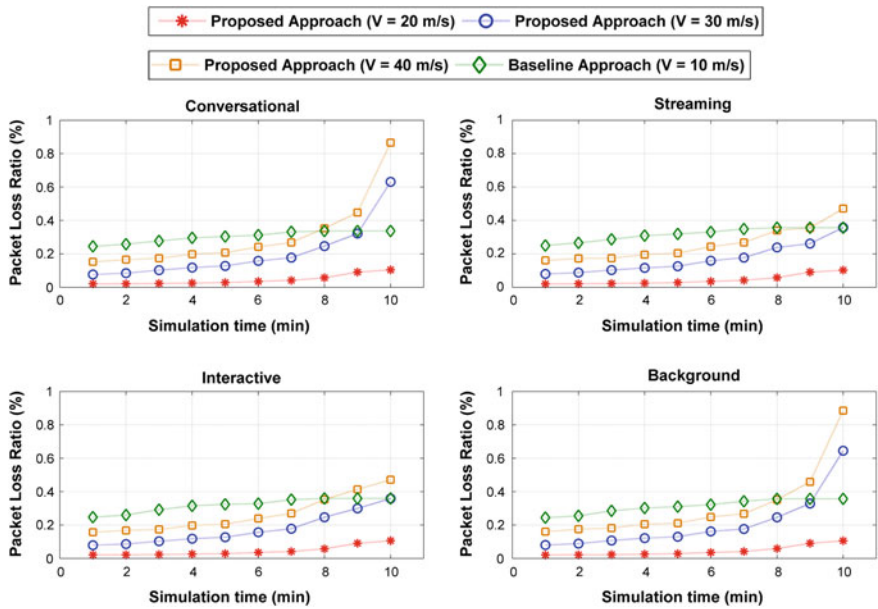 Proposed Approach (V = 20 m/s) Proposed Approach (V = 30 m/s)
Proposed Approach (V = 40 m/s) Baseline Approach (V = 10 m/s)
Conversational
Packet Loss Ratio (%)
1
0.8
0.6
0.4
0.2
0
0 2 4 6 8 10
Simulation time (min)
Streaming
Packet Loss Ratio (%)
1
0.8
0.6
0.4
0.2
0
0 2 4 6 8 10
Simulation time (min)
Interactive
Packet Loss Ratio (%)
1
0.8
0.6
0.4
0.2
0
0 2 4 6 8 10
Simulation time (min)
Background
Packet Loss Ratio (%)
1
0.8
0.6
0.4
0.2
0
0 2 4 6 8 10
Simulation time (min)